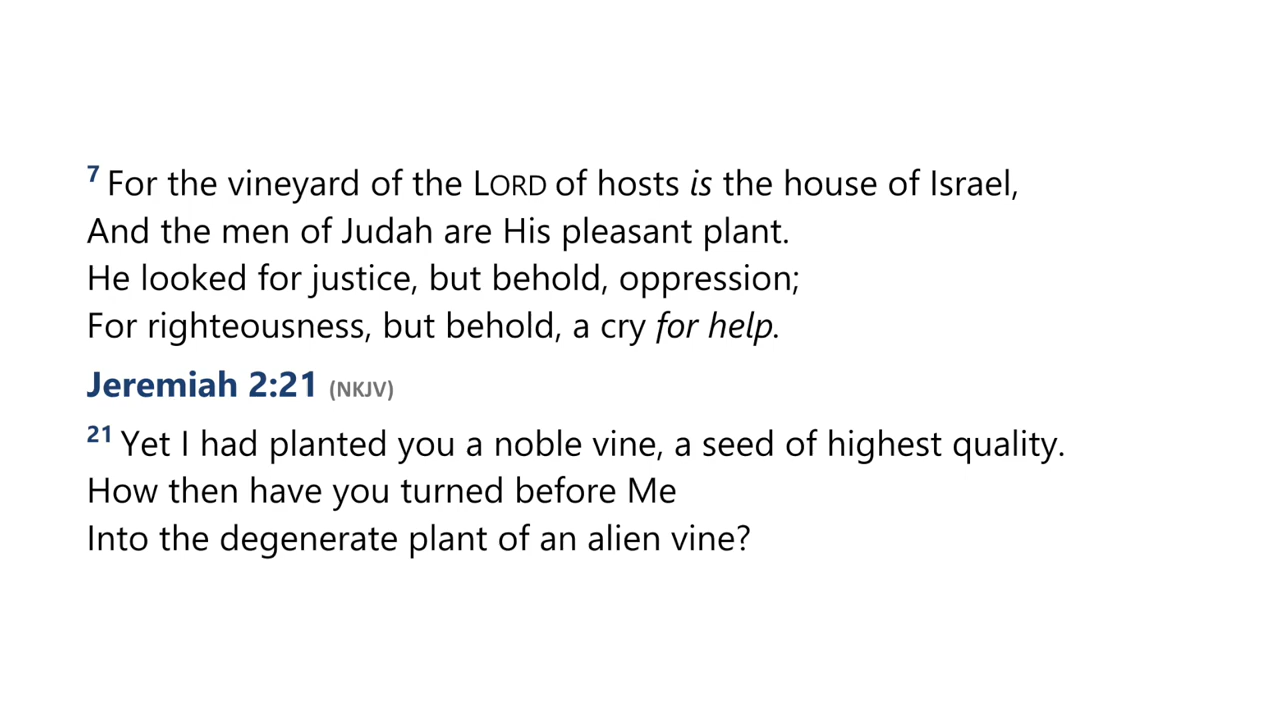 7 For the vineyard of the LORD of hosts is the house of Israel,
And the men of Judah are His pleasant plant.
He looked for justice, but behold, oppression;
For righteousness, but behold, a cry for help.
Jeremiah 2:21 (NKJV)
21 Yet I had planted you a noble vine, a seed of highest quality.
How then have you turned before Me
Into the degenerate plant of an alien vine?